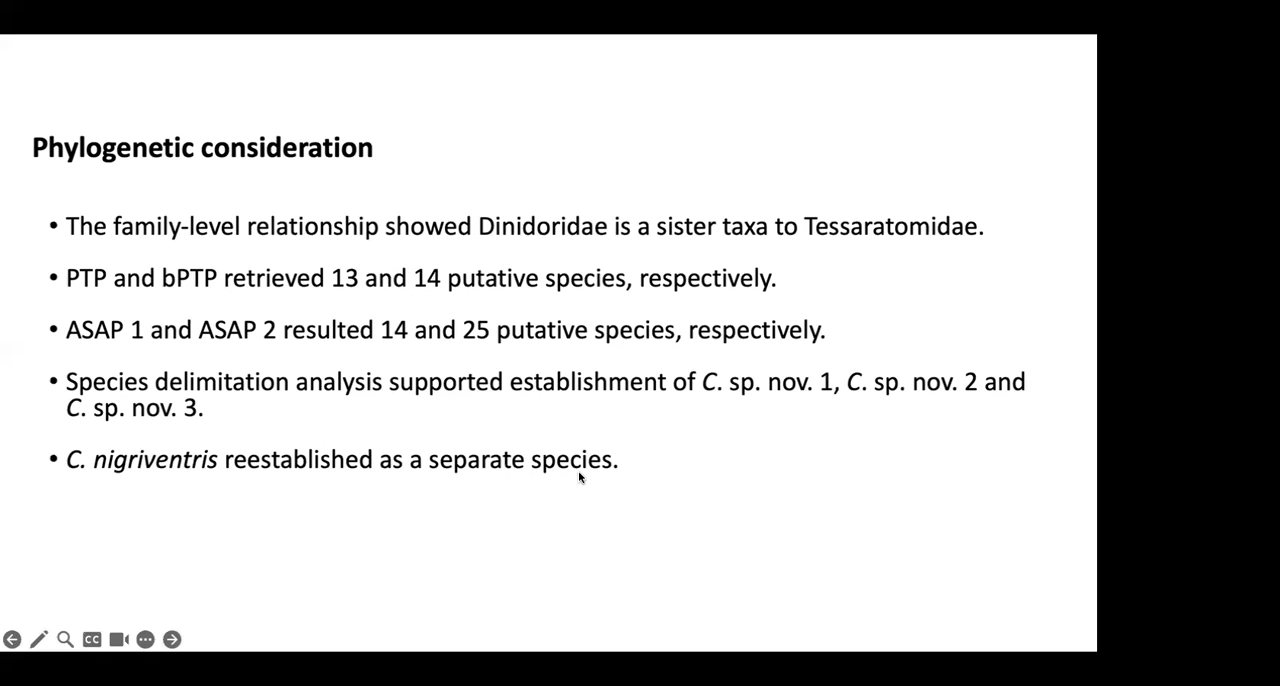 Phylogenetic consideration
• The family-level relationship showed Dinidoridae is a sister taxa to Tessaratomidae.
• PTP and bPTP retrieved 13 and 14 putative species, respectively.
• ASAP 1 and ASAP 2 resulted 14 and 25 putative species, respectively.
• Species delimitation analysis supported establishment of C. sp. nov. 1, C. sp. nov. 2 and
C. sp. nov. 3.
• C. nigriventris reestablished as a separate species.
CC